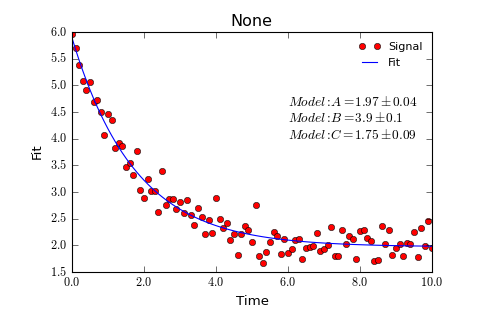 None
6.0
5.5
5.0
4.5
4.0
3.5
3.0
2.5
2.0
1.5
Fit
Signal
Fit
Model:A=1.97±0.04
Model:B=3.9±0.1
Model:C=1.75±0.09
0.0 2.0 4.0 6.0 8.0 10.0
Time